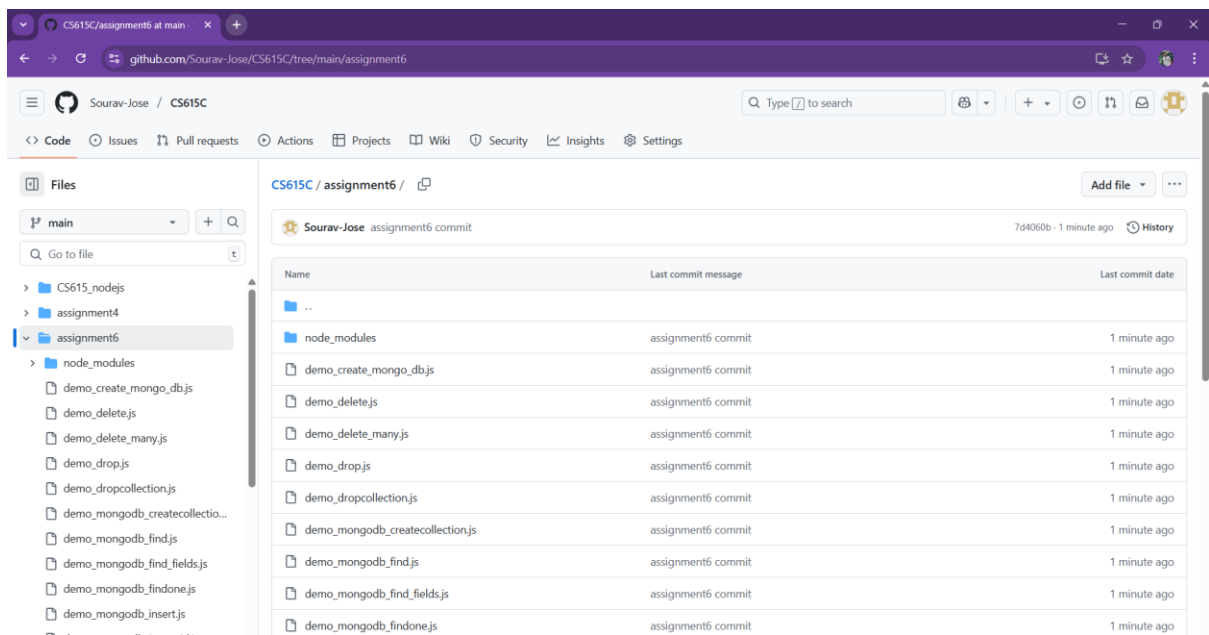 CS615C/assignment6 at main ·
github.com/Sourav-Jose/CS615C/tree/main/assignment6
Sourav-Jose / CS615C
Type / to search
Code Issues Pull requests Actions Projects Wiki Security Insights Settings
Files
main
Go to file t
CS615_nodejs
assignment4
assignment6
node_modules
demo_create_mongo_db.js
demo_delete.js
demo_delete_many.js
demo_drop.js
demo_dropcollection.js
demo_mongodb_createcollectio...
demo_mongodb_find.js
demo_mongodb_find_fields.js
demo_mongodb_findone.js
demo_mongodb_insert.js
CS615C / assignment6 /
Add file
Sourav-Jose assignment6 commit 7d4060b · 1 minute ago History
Name Last commit message Last commit date
..
node_modules assignment6 commit 1 minute ago
demo_create_mongo_db.js assignment6 commit 1 minute ago
demo_delete.js assignment6 commit 1 minute ago
demo_delete_many.js assignment6 commit 1 minute ago
demo_drop.js assignment6 commit 1 minute ago
demo_dropcollection.js assignment6 commit 1 minute ago
demo_mongodb_createcollection.js assignment6 commit 1 minute ago
demo_mongodb_find.js assignment6 commit 1 minute ago
demo_mongodb_find_fields.js assignment6 commit 1 minute ago
demo_mongodb_findone.js assignment6 commit 1 minute ago